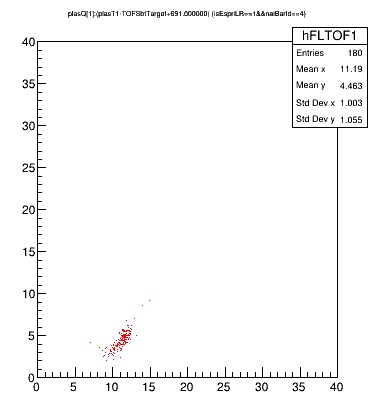 plasQ[1]:(plasT1-TOFSbtTarget+691.000600) {isEspriLR==1&&naiBarId==4}
hFLTOF1
Entries 180
Mean x 11.19
Mean y 4.463
Std Dev x 1.003
Std Dev y 1.055
40
35
30
25
20
15
10
5
0
0 5 10 15 20 25 30 35 40